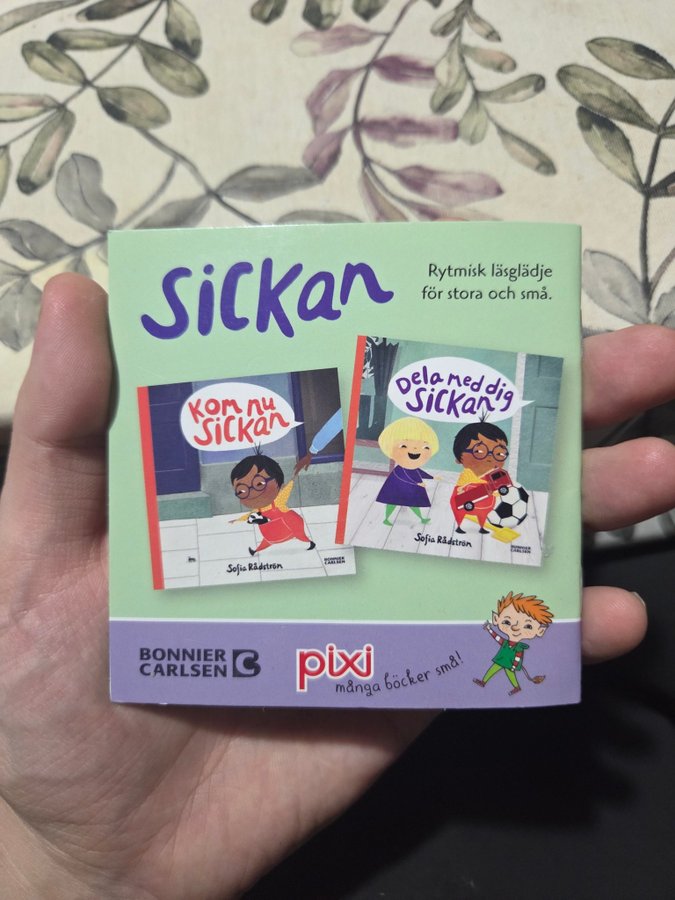 Sickan
Rytmisk läsglädje
för stora och små.
Kom nu
Sickan
Sofia Rådström
BONNIER
CARLSEN
Dela med dig
Sickan
Sofia Rådström
BONNIER
CARLSEN
BONNIER
CARLSEN
pixi
många böcker små!